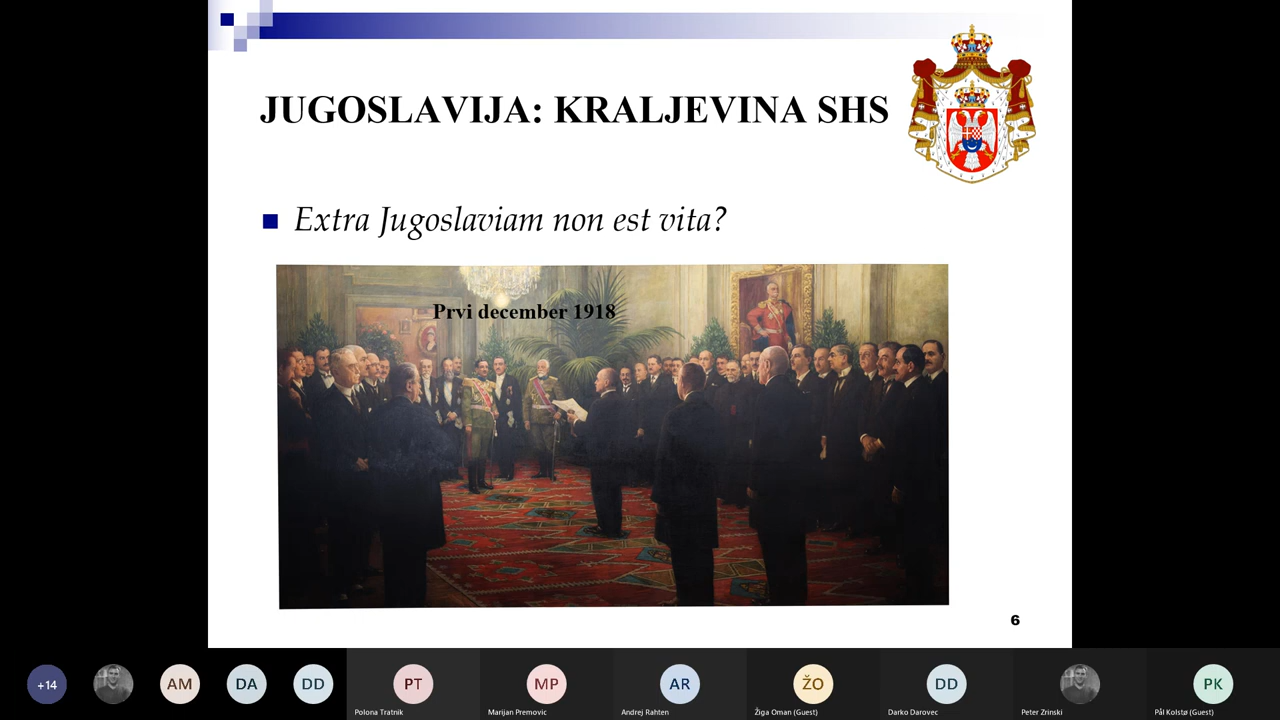 JUGOSLAVIJA: KRALJEVINA SHS
Extra Jugoslaviam non est vita?
Prvi december 1918
6
+14
AM
DA
DD
PT
MP
AR
ŽO
DD
PK
Polona Tratnik
Marijan Premovic
Andrej Rahten
Žiga Oman (Guest)
Darko Darovec
Peter Zrinski
Pål Kolstø (Guest)